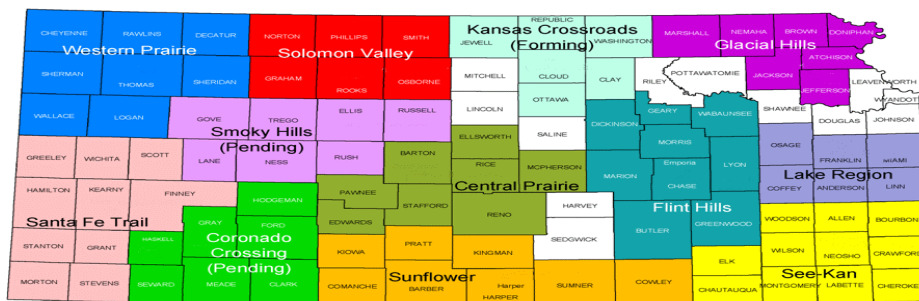 CHEYENNE RAWLINS DECATUR NORTON PHILLIPS SMITH JEWELL REPUBLIC WASHINGTON MARSHALL NEMAHA BROWN DONIPHAN
Western Prairie
Solomon Valley
Kansas Crossroads
(Forming)
Glacial Hills
ATCHISON
SHERMAN THOMAS SHERIDAN GRAHAM ROOKS OSBORNE MITCHELL CLOUD CLAY RILEY POTTAWATOMIE JACKSON JEFFERSON LEAVENWORTH
WYANDOTT
WALLACE LOGAN GOVE TREGO ELLIS RUSSELL LINCOLN OTTAWA DICKINSON GEARY WABAUNSEE SHAWNEE DOUGLAS JOHNSON
Smoky Hills
(Pending)
ELLSWORTH SALINE MORRIS OSAGE FRANKLIN MIAMI
GREELEY WICHITA SCOTT LANE NESS RUSH BARTON RICE MCPHERSON MARION Emporia CHASE LYON
Central Prairie
Lake Region
COFFEY ANDERSON LINN
HAMILTON KEARNY FINNEY HODGEMAN PAWNEE STAFFORD RENO HARVEY
Flint Hills
Santa Fe Trail
GRAY FORD EDWARDS SEDGWICK BUTLER GREENWOOD WOODSON ALLEN BOURBON
Coronado
Crossing
(Pending)
STANTON GRANT HASKELL KIOWA PRATT KINGMAN ELK WILSON NEOSHO CRAWFORD
Sunflower
See-Kan
MORTON STEVENS SEWARD MEADE CLARK COMANCHE BARBER Harper
HARPER SUMNER COWLEY CHAUTAUQUA MONTGOMERY LABETTE CHEROKE